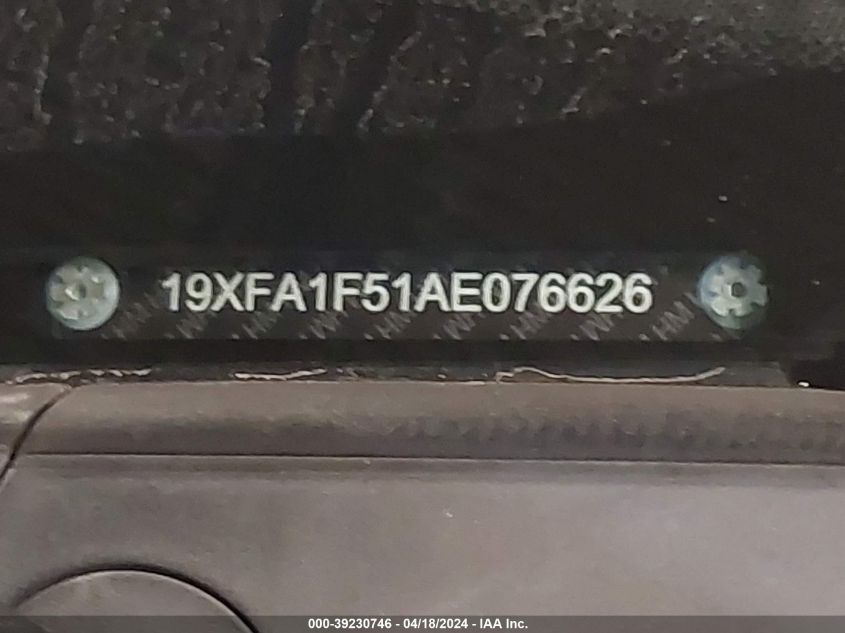 19XFA1F51AE076626
000-39230746 - 04/18/2024 - IAA Inc.